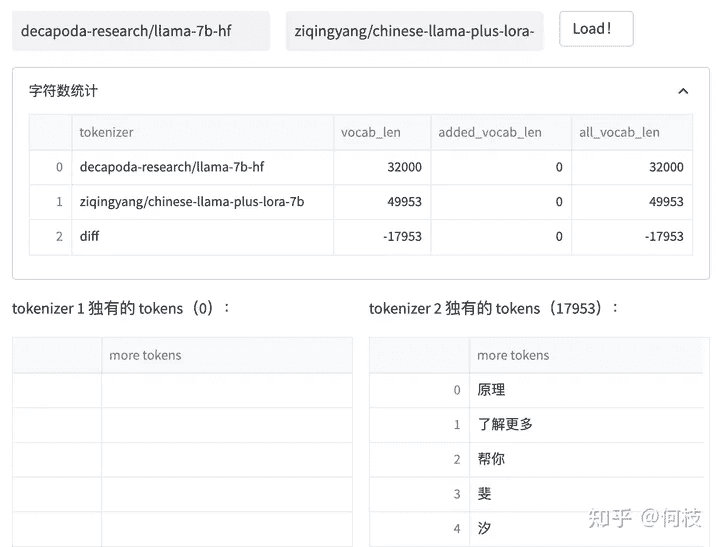 decapoda-research/llama-7b-hf ziqingyang/chinese-llama-plus-lora- Load!
字符数统计
tokenizer vocab_len added_vocab_len all_vocab_len
0 decapoda-research/llama-7b-hf 32000 0 32000
1 ziqingyang/chinese-llama-plus-lora-7b 49953 0 49953
2 diff -17953 0 -17953
tokenizer 1 独有的 tokens（0）： tokenizer 2 独有的 tokens（17953）：
more tokens more tokens
0 原理
1 了解更多
2 帮你
3 斐
4 汐
知乎 @何枝